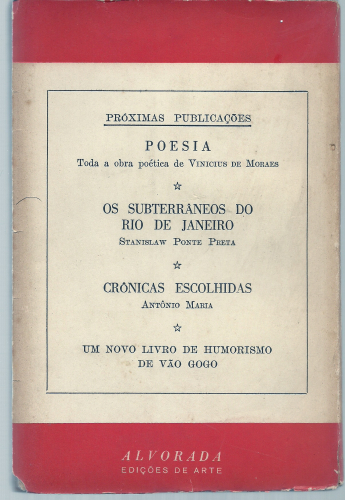 PRÓXIMAS PUBLICAÇÕES
POESIA
Toda a obra poética de VINICIUS DE MORAES
OS SUBTERRÂNEOS DO
RIO DE JANEIRO
STANISLAW PONTE PRETA
CRÔNICAS ESCOLHIDAS
ANTÔNIO MARIA
UM NOVO LIVRO DE HUMORISMO
DE VÃO GOGO
ALVORADA
EDIÇÕES DE ARTE